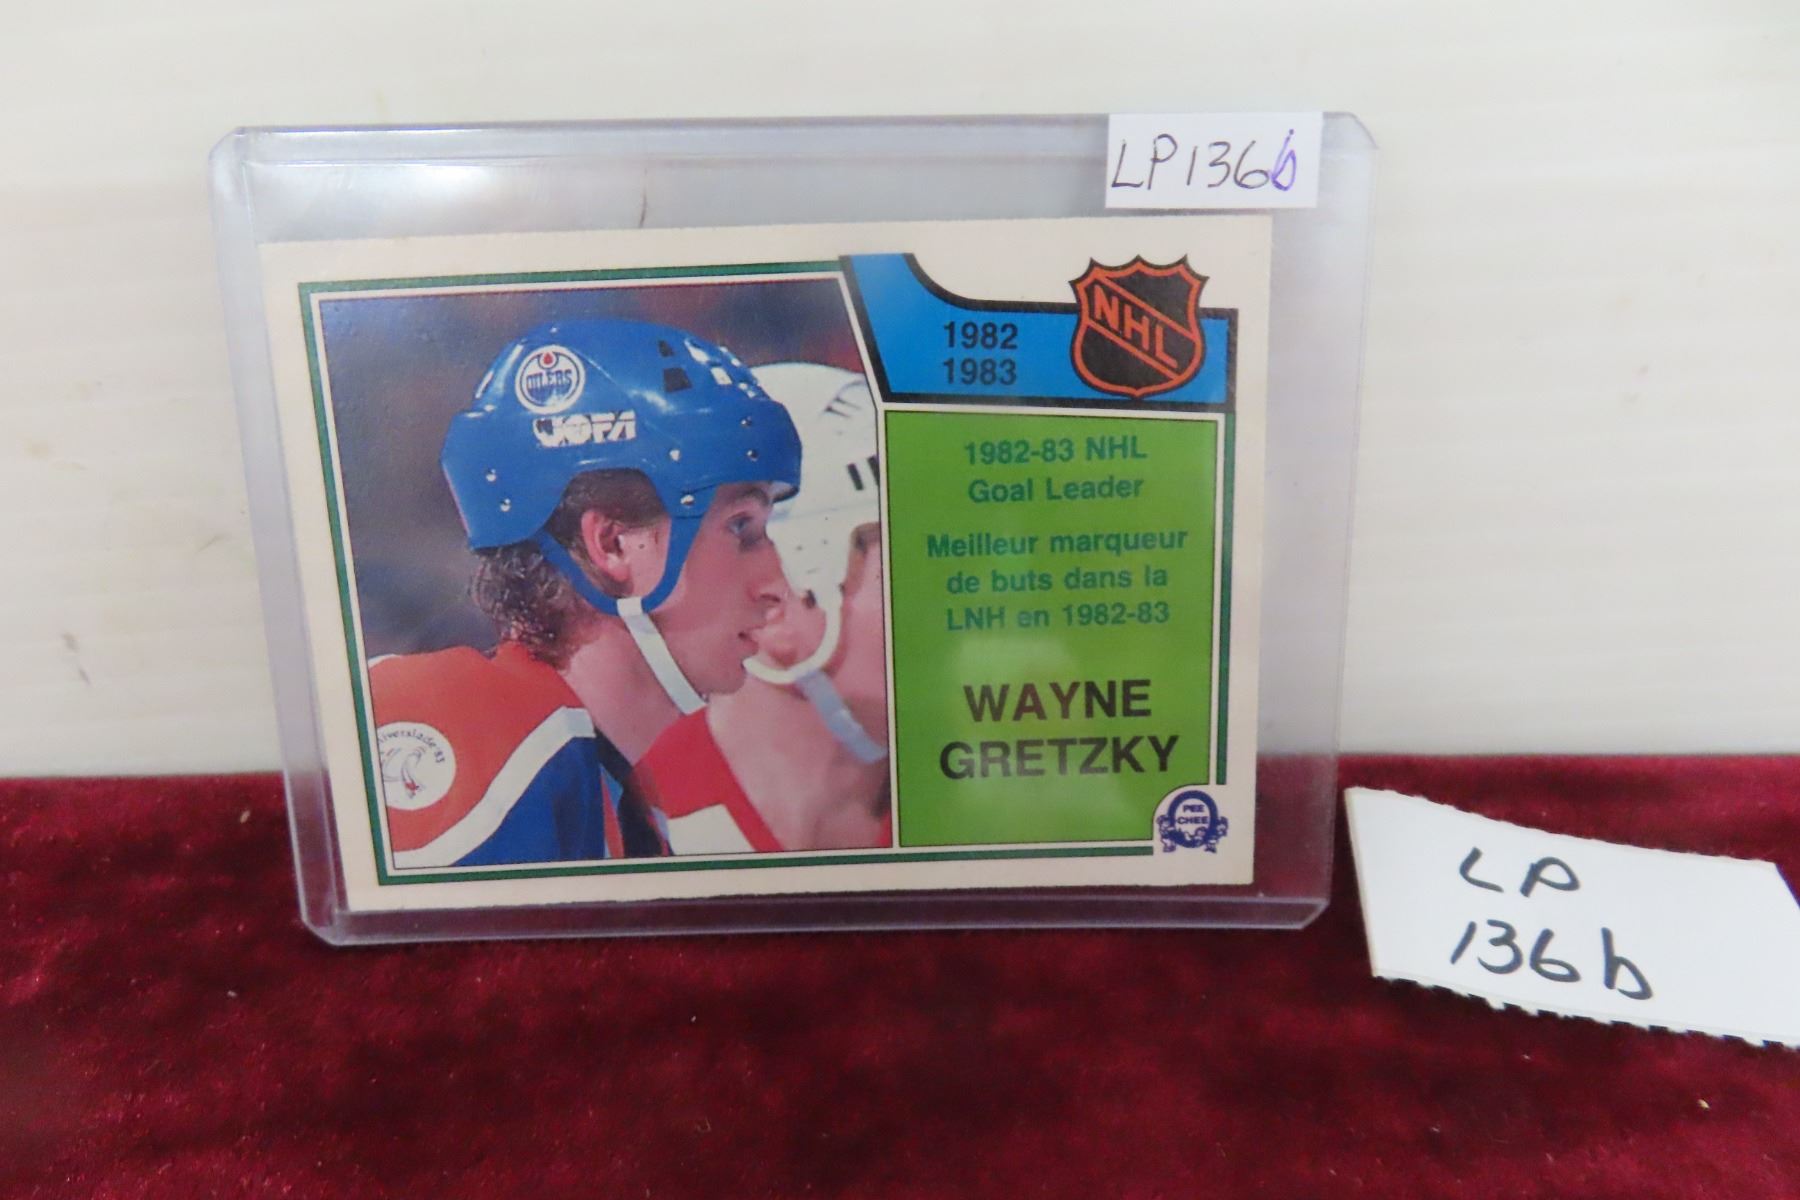 LP136b
1982
1983
NHL
OILERS
JOFA
1982-83 NHL
Goal Leader
Meilleur marqueur
de buts dans la
LNH en 1982-83
WAYNE
GRETZKY
PEE
CHEE
LP
136b